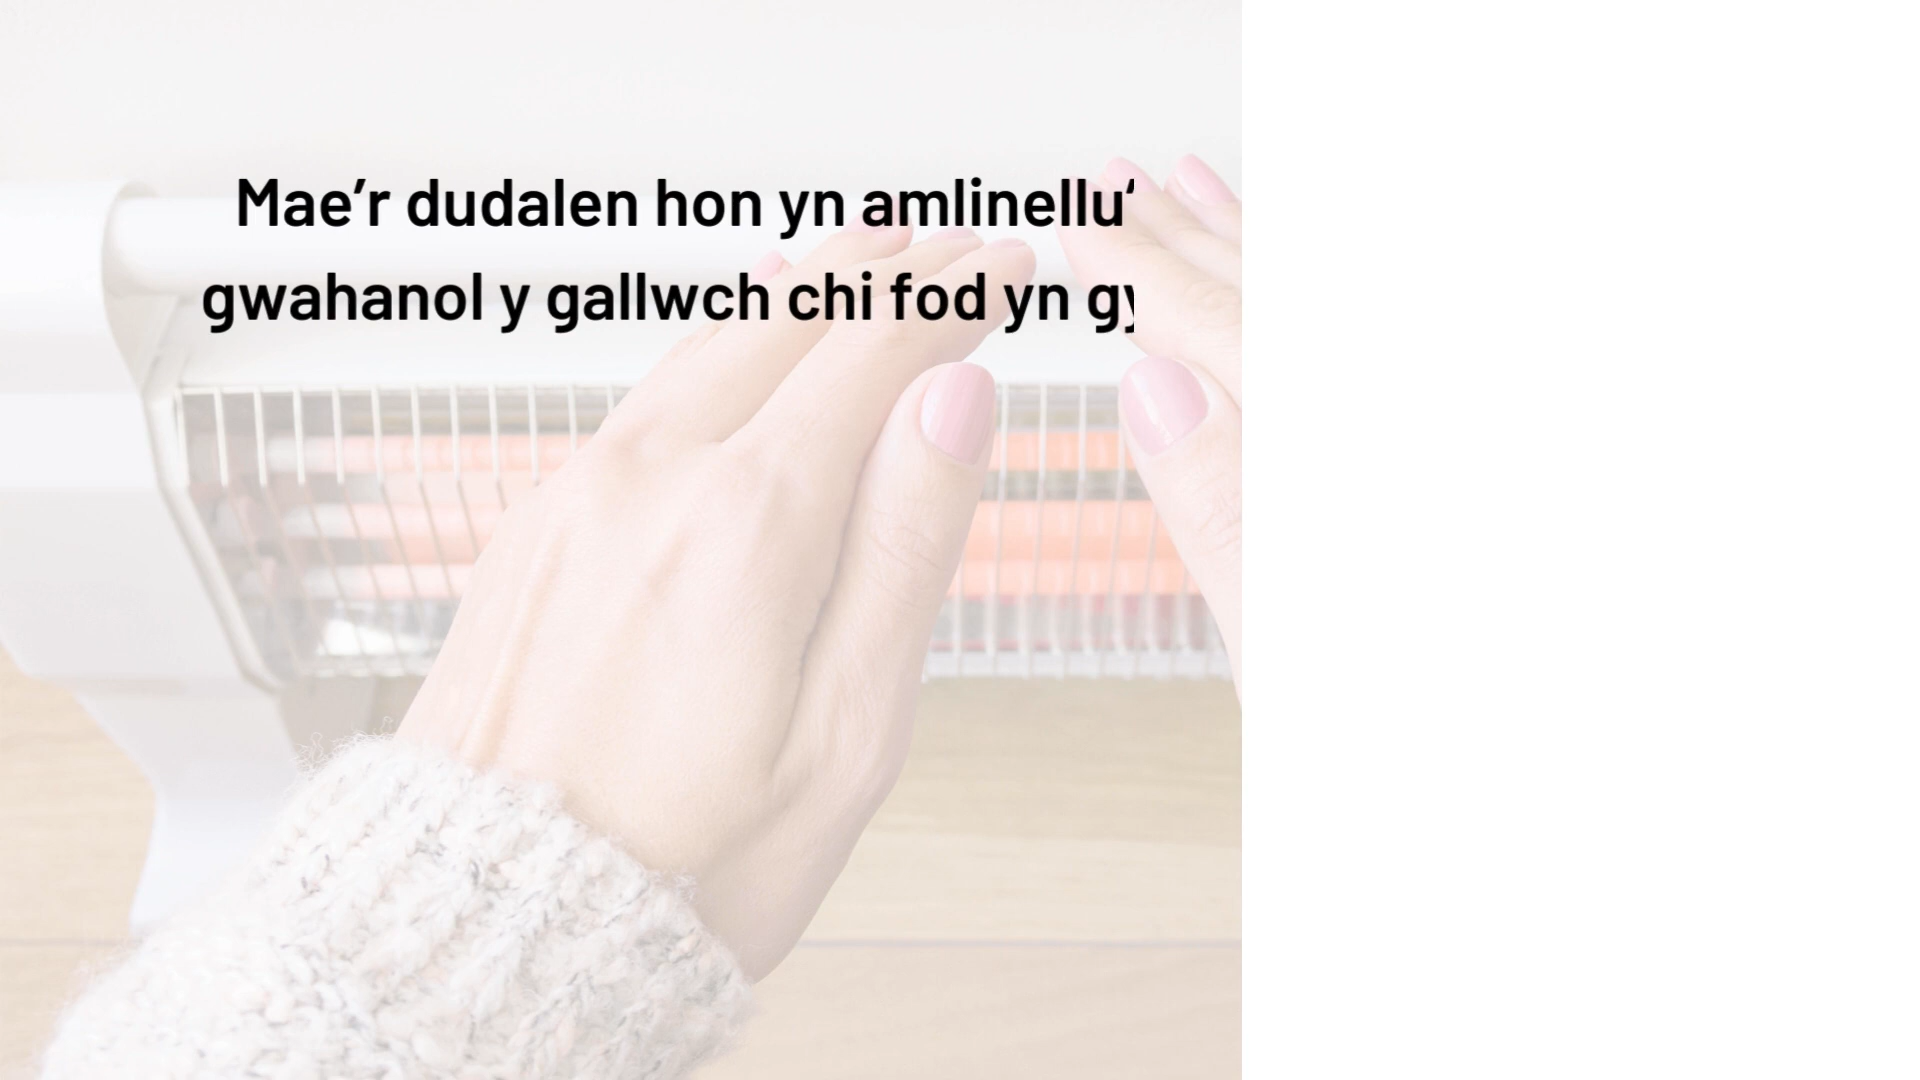 Mae’r dudalen hon yn amlinellu‘
gwahanol y gallwch chi fod yn